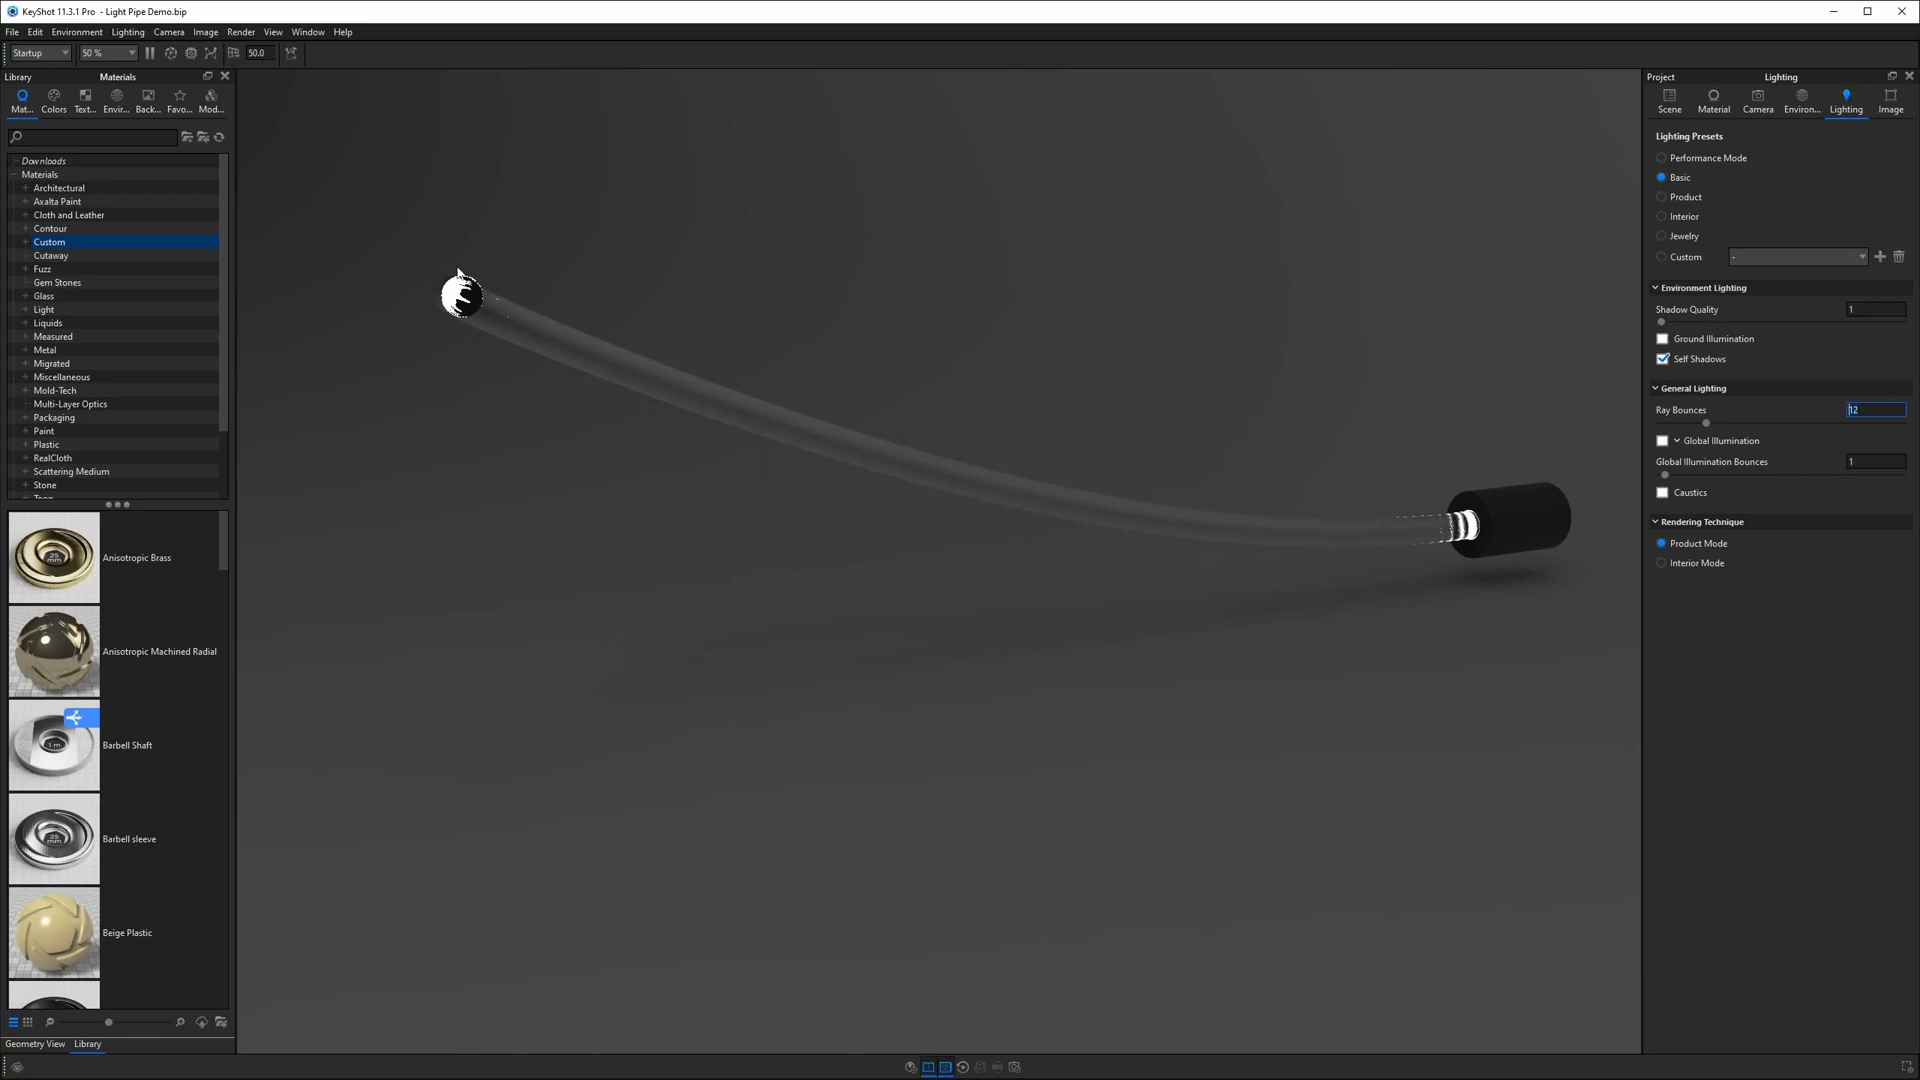 KeyShot 11.3.1 Pro - Light Pipe Demo.bip
File Edit Environment Lighting Camera Image Render View Window Help
Startup 50 % 50.0
Library Materials
Mat... Colors Text... Envir... Back... Favo... Mod...
Downloads
Materials
Architectural
Axalta Paint
Cloth and Leather
Contour
Custom
Cutaway
Fuzz
Gem Stones
Glass
Light
Liquids
Measured
Metal
Migrated
Miscellaneous
Mold-Tech
Multi-Layer Optics
Packaging
Paint
Plastic
RealCloth
Scattering Medium
Stone
Toon
Anisotropic Brass
Anisotropic Machined Radial
Barbell Shaft
Barbell sleeve
Beige Plastic
Geometry View Library
Project Lighting
Scene Material Camera Environ... Lighting Image
Lighting Presets
Performance Mode
Basic
Product
Interior
Jewelry
Custom -
Environment Lighting
Shadow Quality 1
Ground Illumination
Self Shadows
General Lighting
Ray Bounces 12
Global Illumination
Global Illumination Bounces 1
Caustics
Rendering Technique
Product Mode
Interior Mode